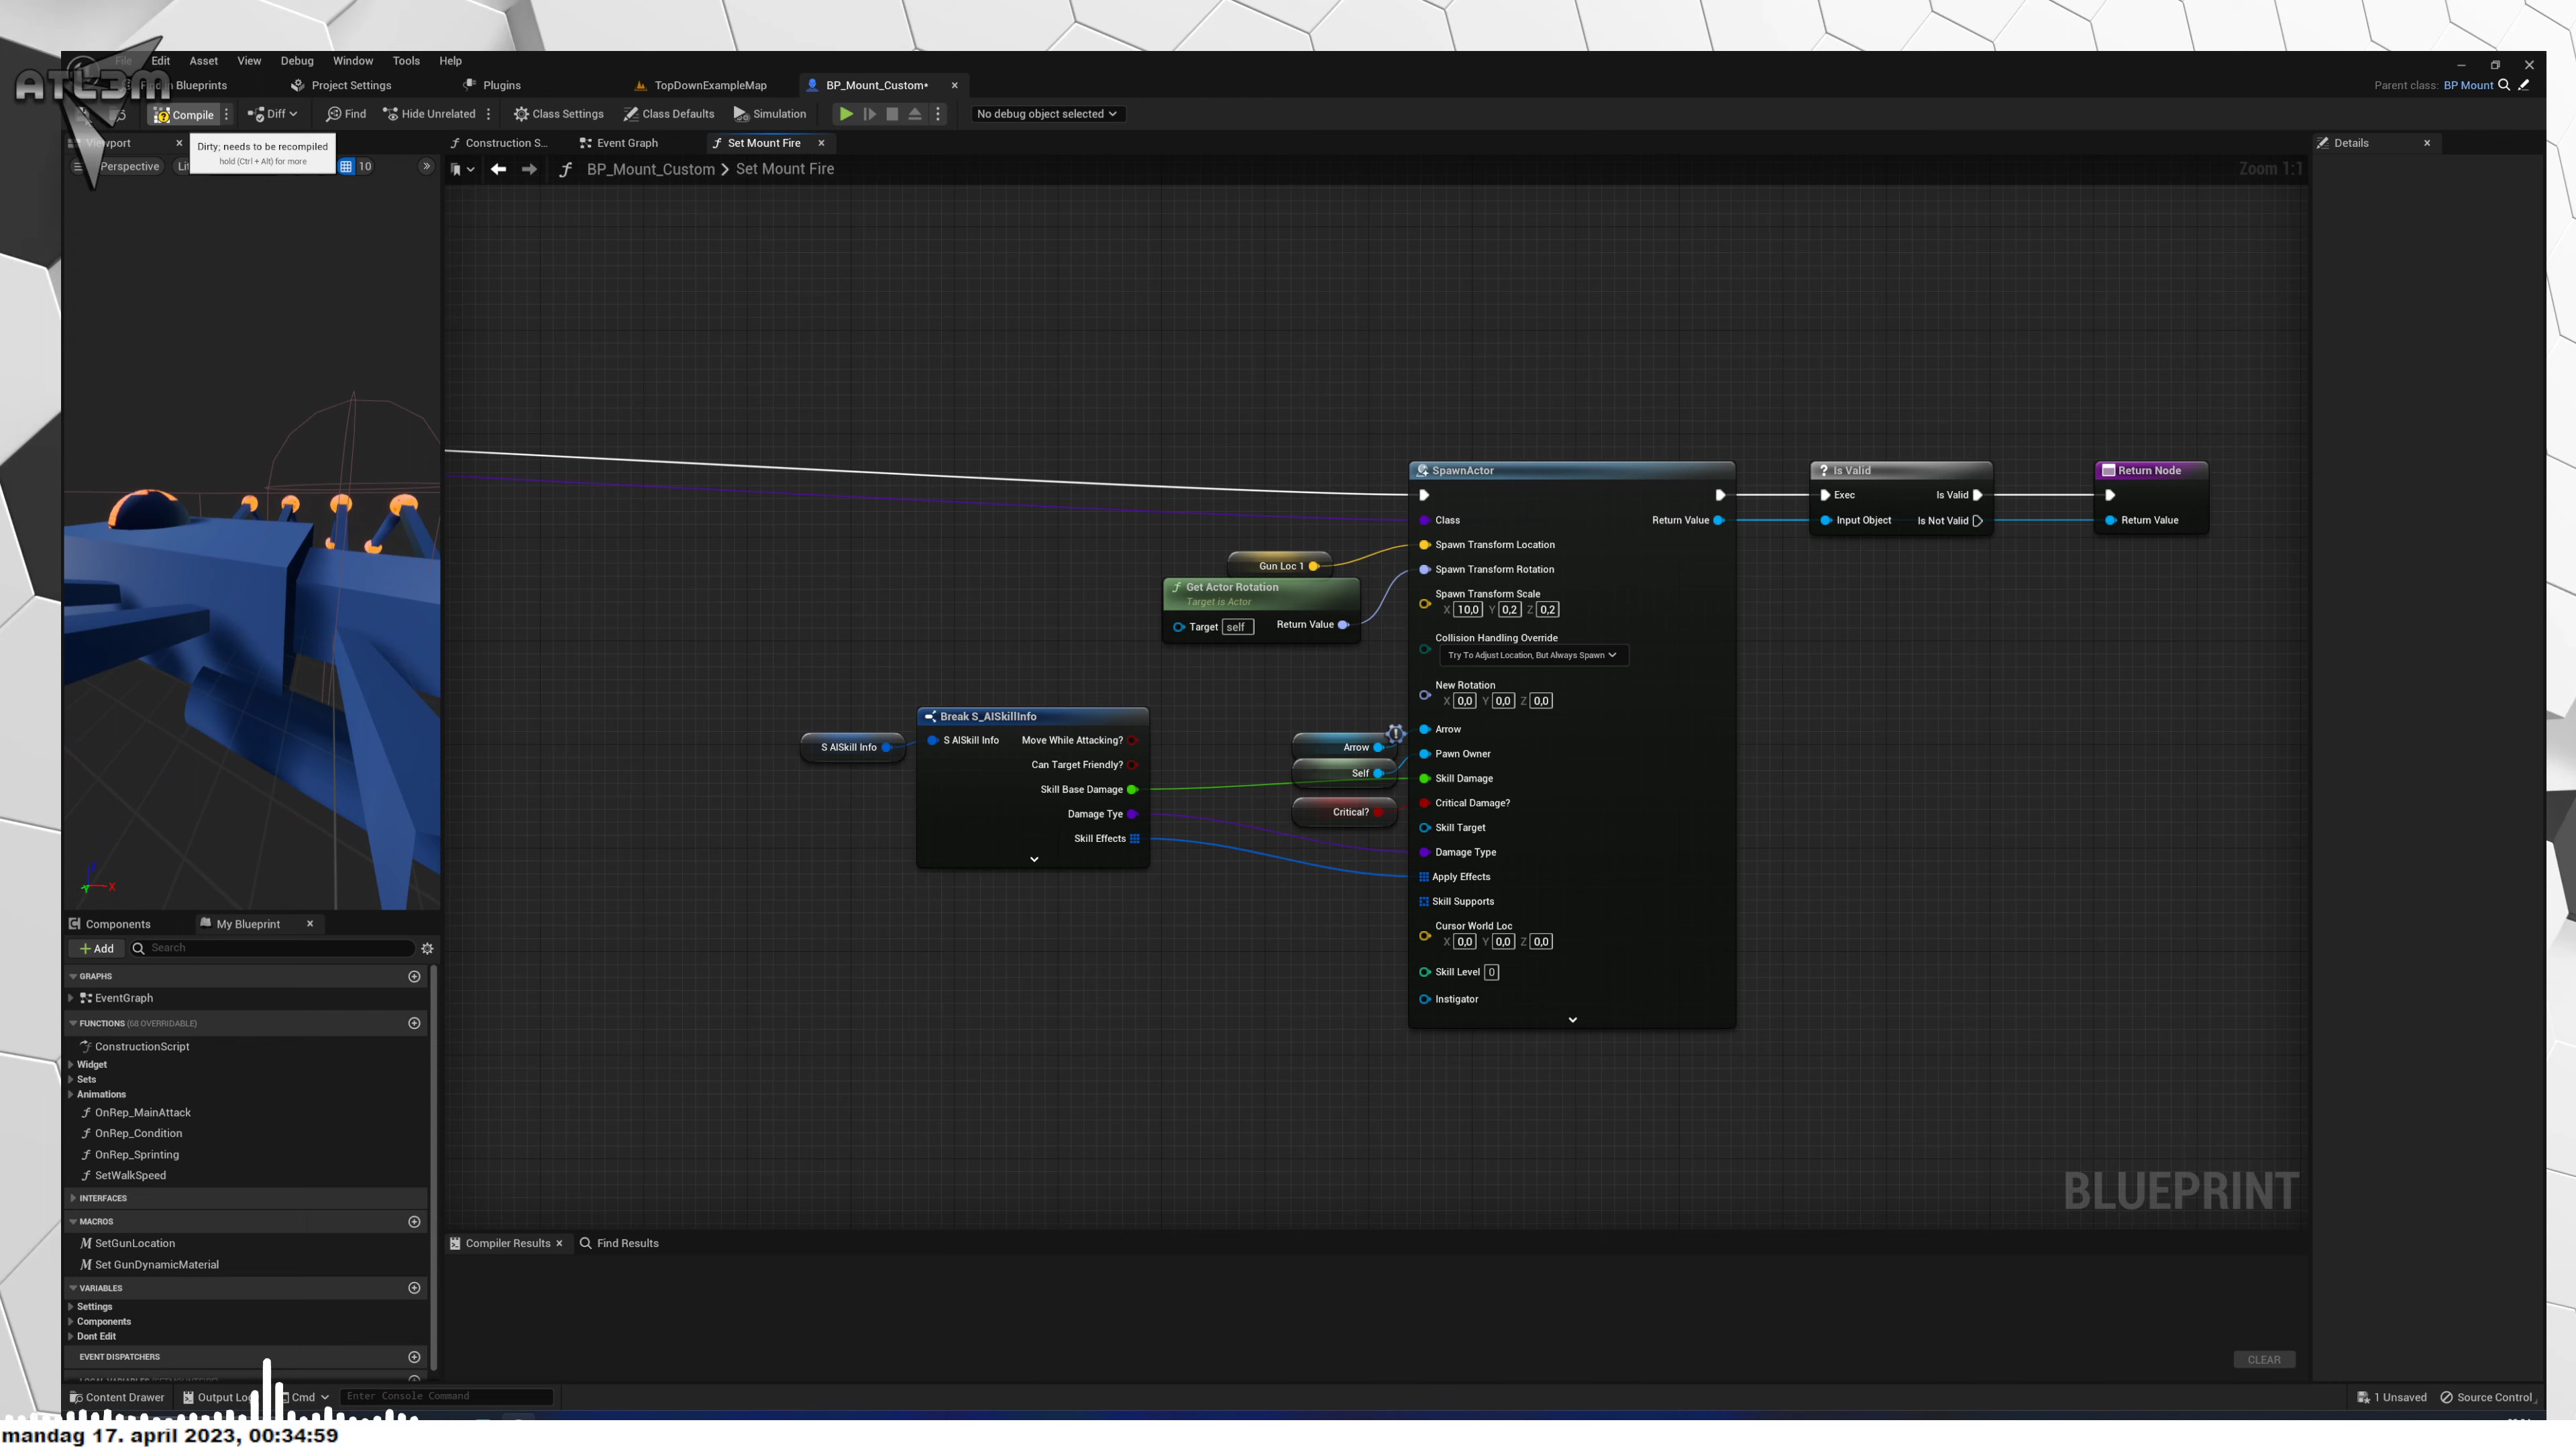 File Edit Asset View Debug Window Tools Help
ATL3M
Blueprints Project Settings Plugins TopDownExampleMap BP_Mount_Custom* Parent class: BP Mount
Compile Diff Find Hide Unrelated Class Settings Class Defaults Simulation No debug object selected
Viewport Dirty; needs to be recompiled Construction S... Event Graph Set Mount Fire Details
hold (Ctrl + Alt) for more
Perspective Lit 10 BP_Mount_Custom > Set Mount Fire Zoom 1:1
SpawnActor Is Valid Return Node
Exec Is Valid
Class Return Value Input Object Is Not Valid Return Value
Spawn Transform Location
Gun Loc 1
Spawn Transform Rotation
Get Actor Rotation
Target is Actor
Spawn Transform Scale
X 10,0 Y 0,2 Z 0,2
Target self Return Value
Collision Handling Override
Try To Adjust Location, But Always Spawn
New Rotation
X 0,0 Y 0,0 Z 0,0
Break S_AISkillInfo
Arrow
S AISkill Info S AISkill Info Move While Attacking? Arrow
Pawn Owner
Can Target Friendly? Self
Skill Damage
Skill Base Damage
Critical Damage?
Damage Tye Critical?
Skill Target
Skill Effects
Damage Type
Apply Effects
Skill Supports
Cursor World Loc
X 0,0 Y 0,0 Z 0,0
Skill Level 0
Instigator
X
Components My Blueprint
+ Add Search
GRAPHS
EventGraph
FUNCTIONS (68 OVERRIDABLE)
ConstructionScript
Widget
Sets
Animations
OnRep_MainAttack
OnRep_Condition
OnRep_Sprinting
SetWalkSpeed
INTERFACES
MACROS
SetGunLocation
Set GunDynamicMaterial
VARIABLES
Settings
Components
Dont Edit
EVENT DISPATCHERS
BLUEPRINT
Compiler Results Find Results
CLEAR
Content Drawer Output Log Cmd Enter Console Command 1 Unsaved Source Control
mandag 17. april 2023, 00:34:59